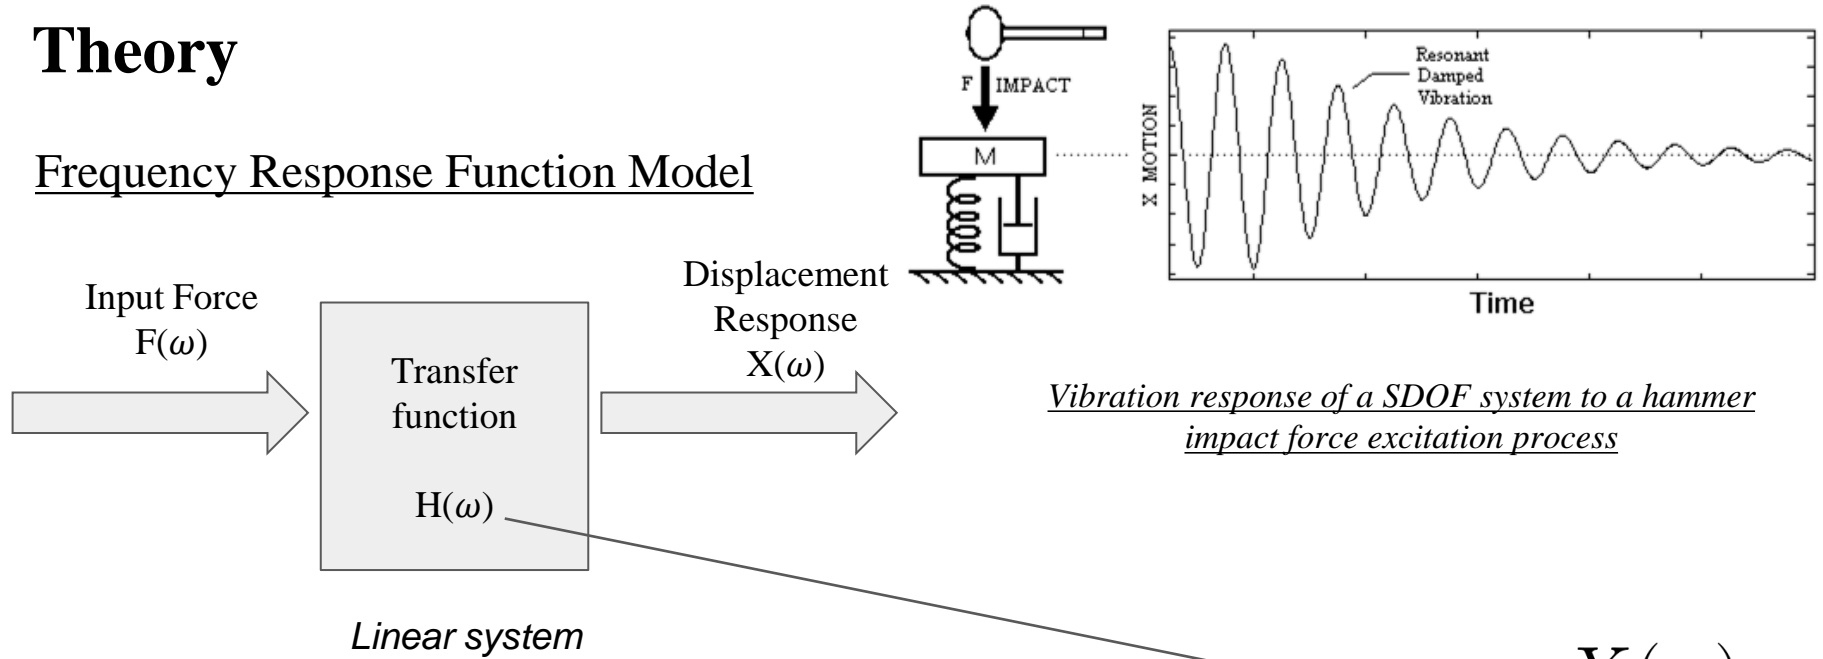 Theory
Frequency Response Function Model
Input Force
F(ω)
Transfer
function
H(ω)
Linear system
Displacement
Response
X(ω)
F IMPACT
M
X MOTION
Resonant
Damped
Vibration
Time
Vibration response of a SDOF system to a hammer
impact force excitation process